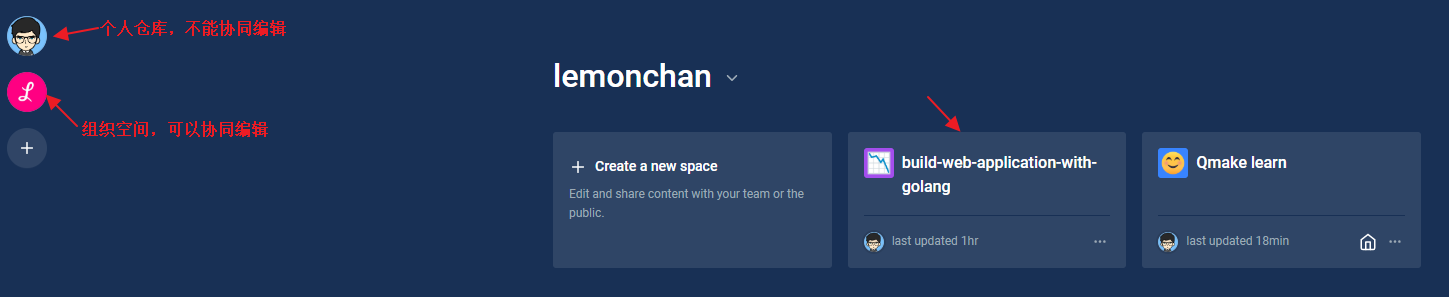 个人仓库，不能协同编辑
组织空间，可以协同编辑
lemonchan
Create a new space
Edit and share content with your team or the
public.
build-web-application-with-
golang
last updated 1hr
Qmake learn
last updated 18min